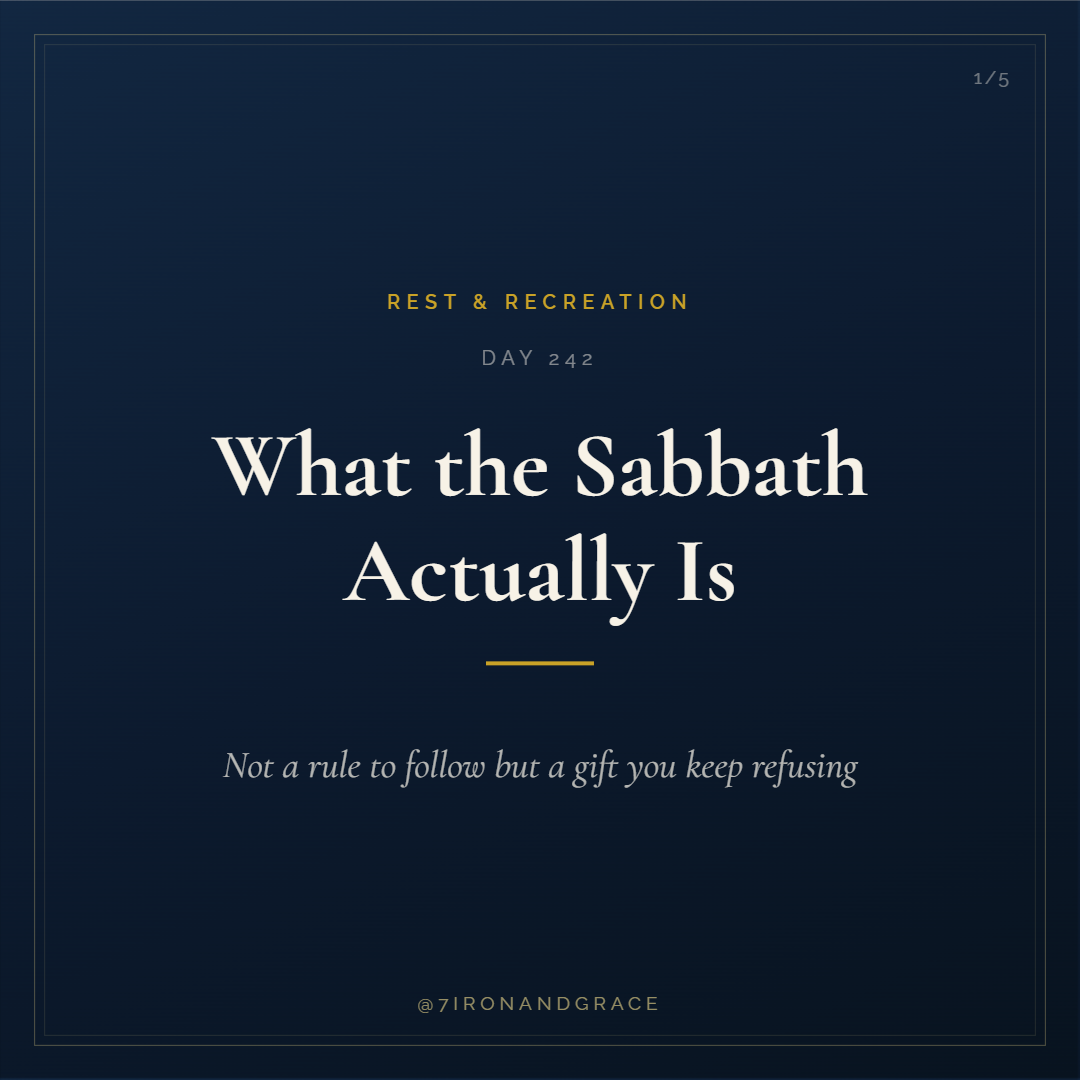 1/5
REST & RECREATION
DAY 242
What the Sabbath
Actually Is
Not a rule to follow but a gift you keep refusing
@7IRONANDGRACE